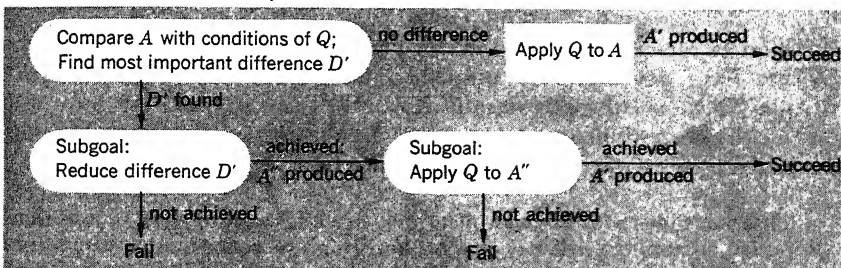 Compare A with conditions of Q;
Find most important difference D′
no difference
Apply Q to A
A′ produced
Succeed
D′ found
Subgoal:
Reduce difference D′
achieved:
A″ produced
Subgoal:
Apply Q to A″
achieved
A′ produced
Succeed
not achieved
Fail
not achieved
Fail